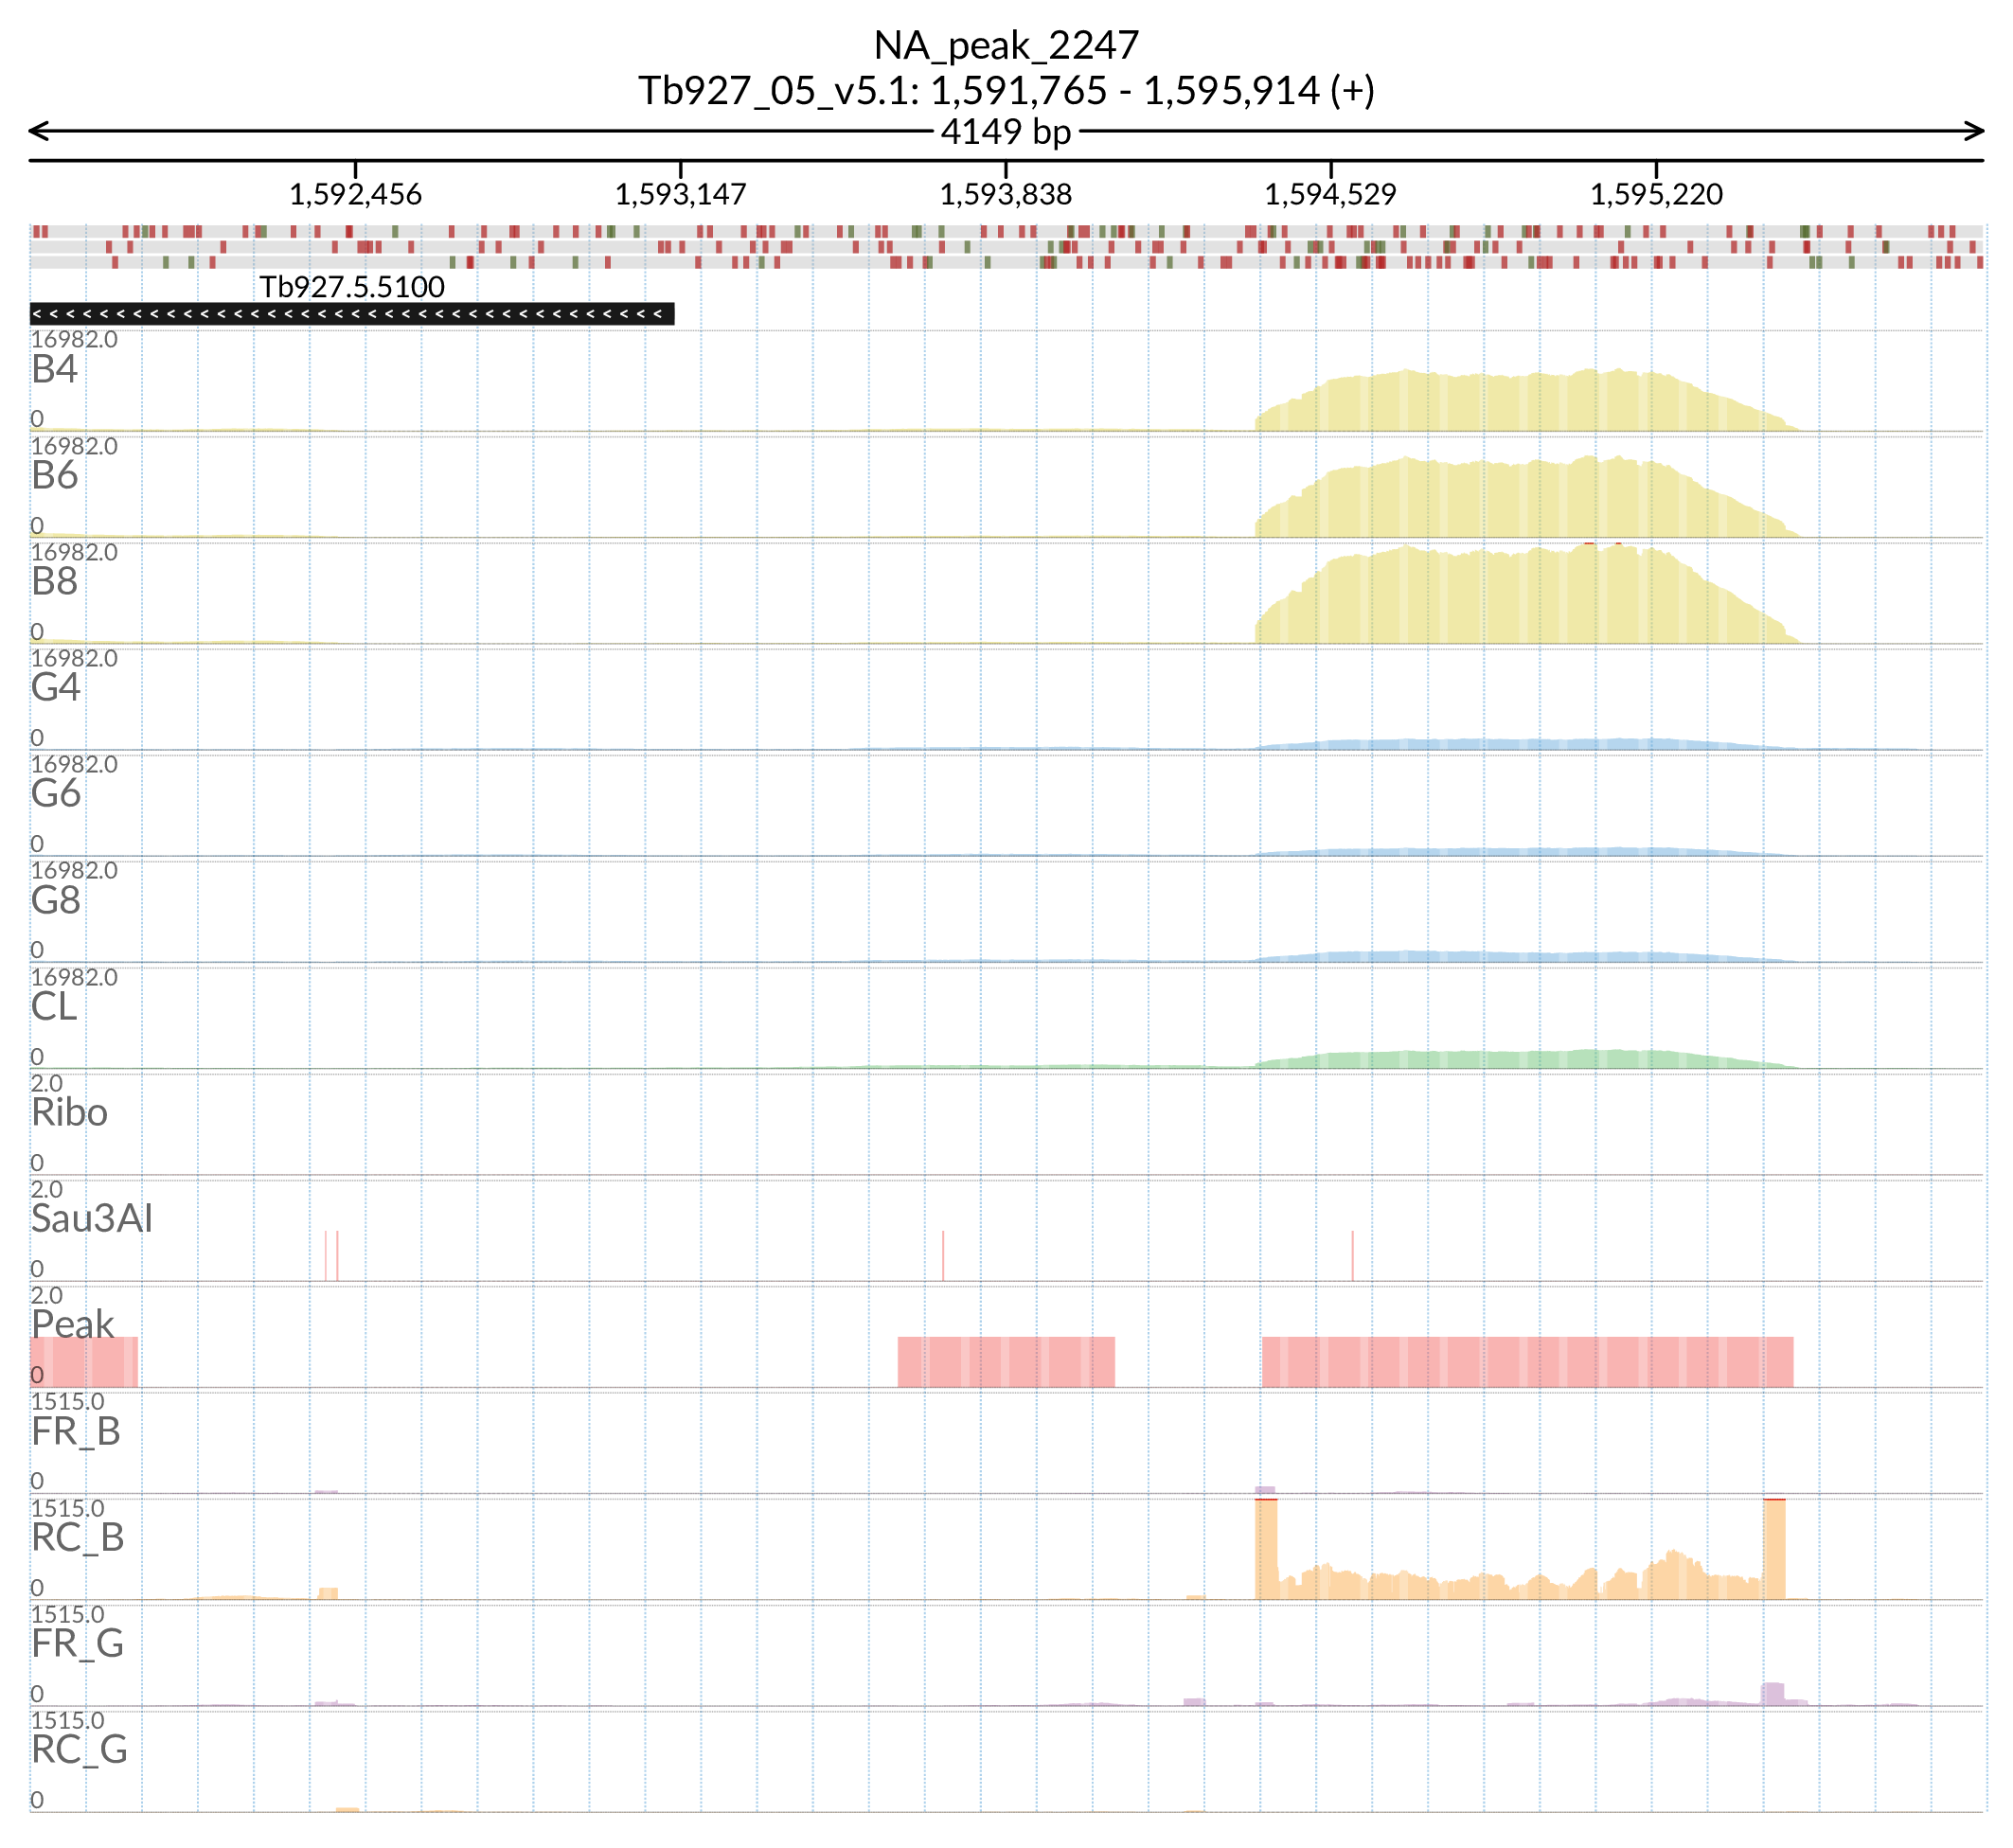 NA_peak_2247
Tb927_05_v5.1: 1,591,765 - 1,595,914 (+)
4149 bp
1,592,456 1,593,147 1,593,838 1,594,529 1,595,220
Tb927.5.5100
< < < < < < < < < < < < < < < < < < < < < < < < < < < < < < < < < < < < < <
16982.0
B4
0
16982.0
B6
0
16982.0
B8
0
16982.0
G4
0
16982.0
G6
0
16982.0
G8
0
16982.0
CL
0
2.0
Ribo
0
2.0
Sau3AI
0
2.0
Peak
0
1515.0
FR_B
0
1515.0
RC_B
0
1515.0
FR_G
0
1515.0
RC_G
0